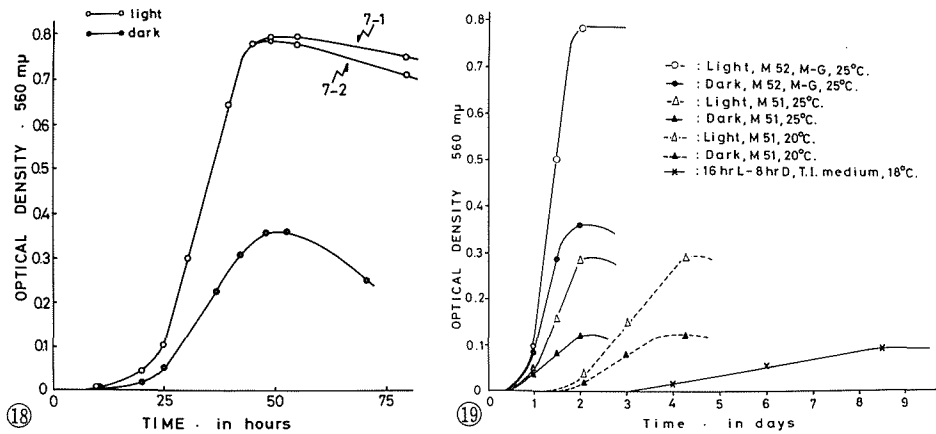 light
dark
7-1
7-2
OPTICAL DENSITY . 560 mµ
0.8
0.7
0.6
0.5
0.4
0.3
0.2
0.1
0
0
10
25
50
75
TIME . in hours
⑱
OPTICAL DENSITY 560 mµ
0.8
0.7
0.6
0.5
0.4
0.3
0.2
0.1
0
0
1
2
3
4
5
6
7
8
9
Time . in days
⑲
: Light, M 52, M-G, 25°C.
: Dark, M 52, M-G, 25°C.
: Light, M 51, 25°C.
: Dark, M 51, 25°C.
: Light, M 51, 20°C.
: Dark, M 51, 20°C.
: 16 hr L-8 hr D, T.I. medium, 18°C.